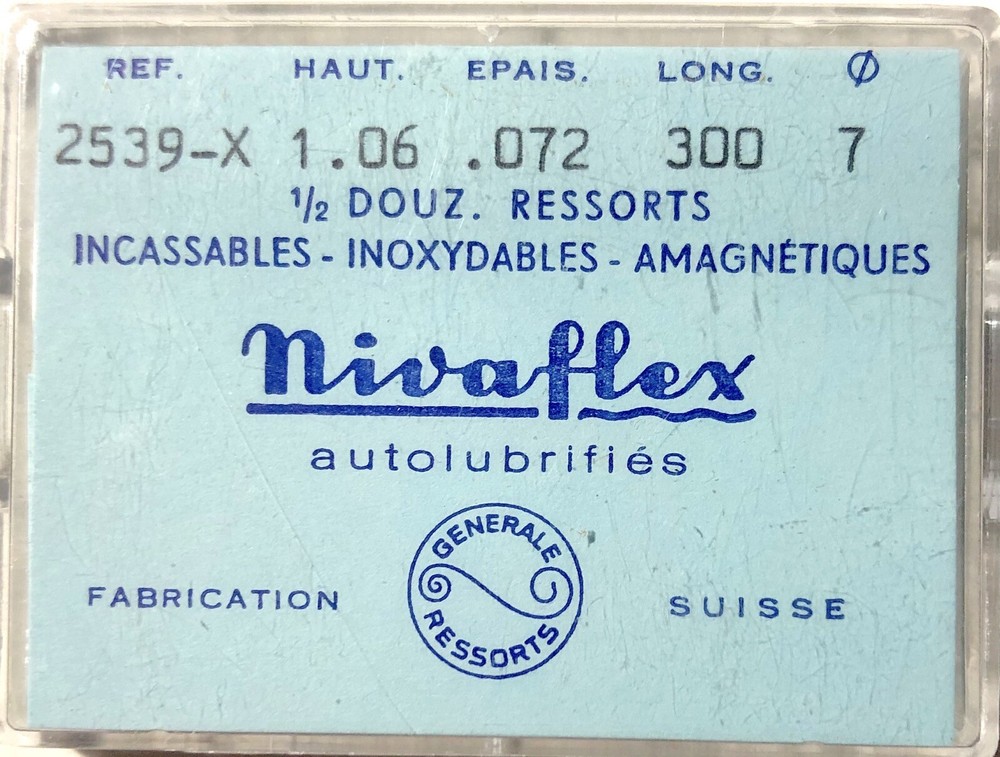 REF. HAUT. EPAIS. LONG. Ø
2539-X 1.06 .072 300 7
1/2 DOUZ. RESSORTS
INCASSABLES - INOXYDABLES - AMAGNÉTIQUES
Nivaflex
autolubrifiés
GENERALE
RESSORTS
FABRICATION SUISSE